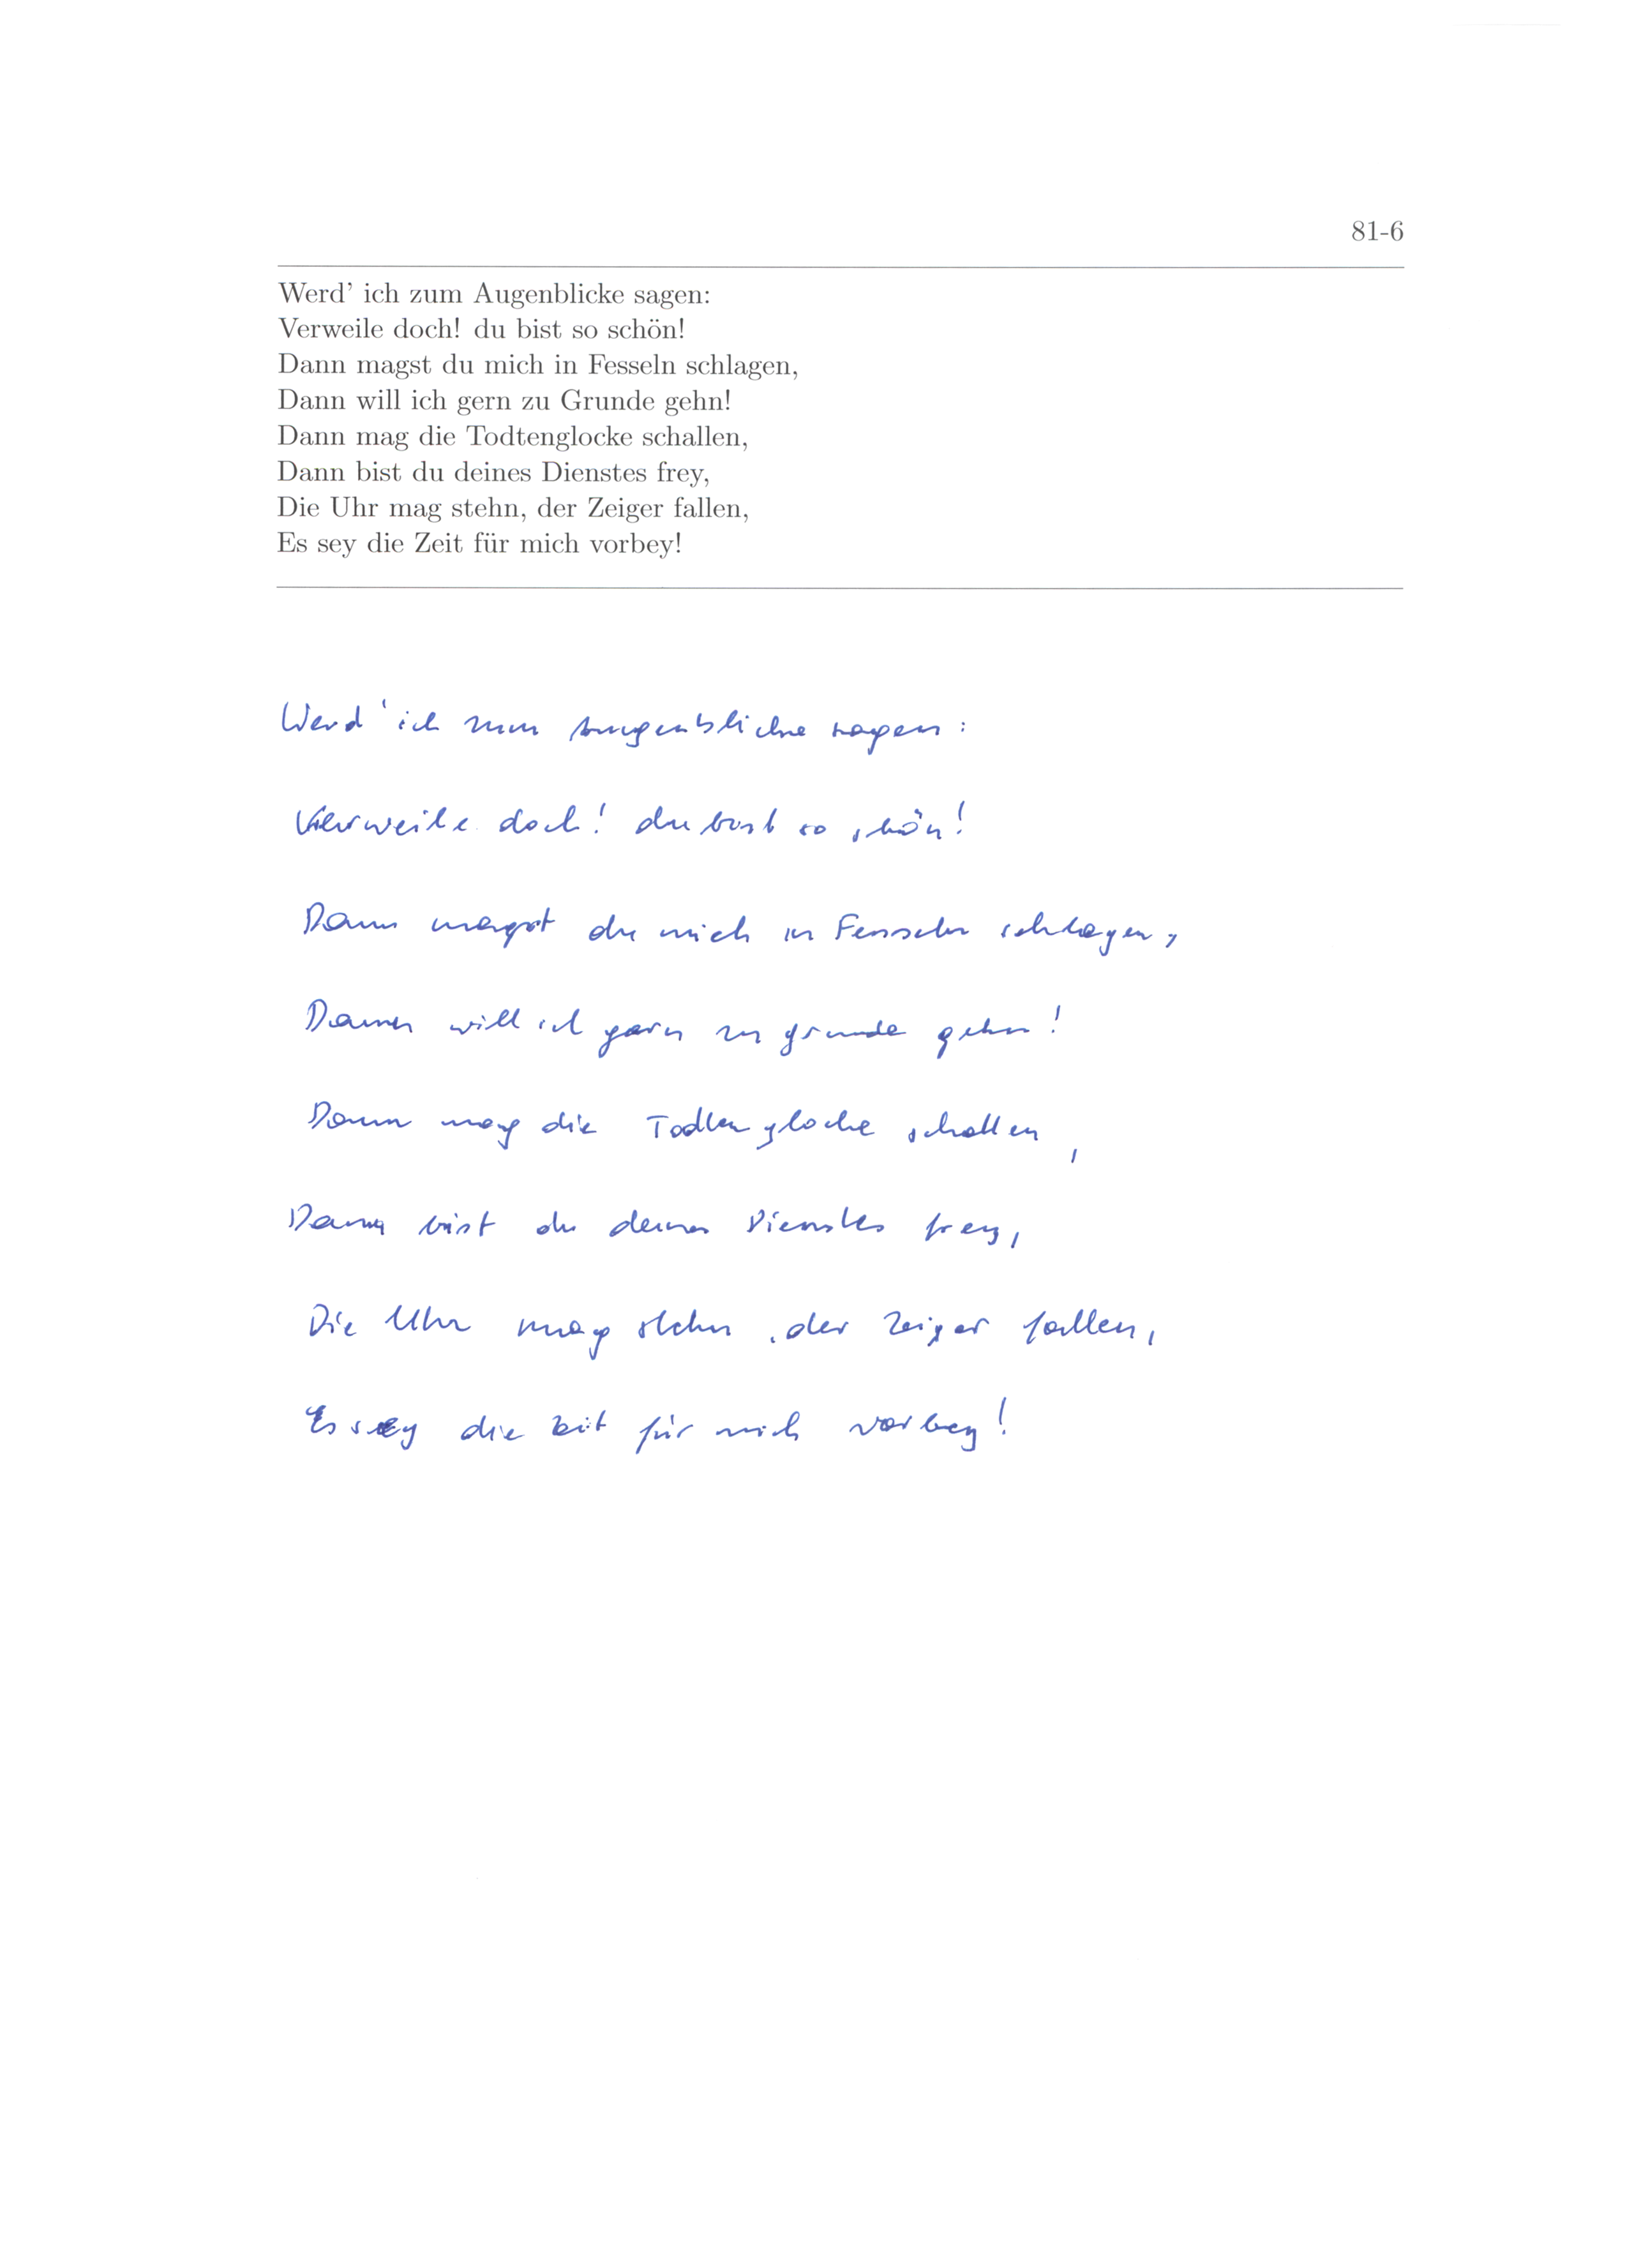 81-6
Werd' ich zum Augenblicke sagen:
Verweile doch! du bist so schön!
Dann magst du mich in Fesseln schlagen,
Dann will ich gern zu Grunde gehn!
Dann mag die Todtenglocke schallen,
Dann bist du deines Dienstes frey,
Die Uhr mag stehn, der Zeiger fallen,
Es sey die Zeit für mich vorbey!
Werd' ich zum Augenblicke sagen:
Verweile doch! du bist so schön!
Dann magst du mich in Fesseln schlagen,
Dann will ich gern zu grunde gehn!
Dann mag die Todtenglocke schallen,
Dann bist du deines Dienstes frey,
Die Uhr mag stehn, der Zeiger fallen,
Es sey die Zeit für mich vorbey!